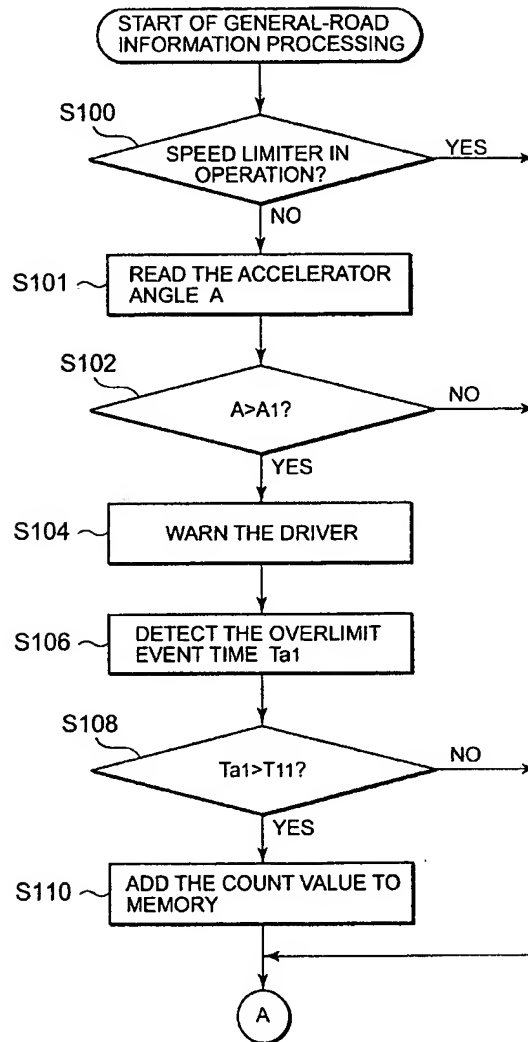 START OF GENERAL-ROAD
INFORMATION PROCESSING
S100
SPEED LIMITER IN
OPERATION?
YES
NO
S101
READ THE ACCELERATOR
ANGLE A
S102
A>A1?
NO
YES
S104
WARN THE DRIVER
S106
DETECT THE OVERLIMIT
EVENT TIME Ta1
S108
Ta1>T11?
NO
YES
S110
ADD THE COUNT VALUE TO
MEMORY
A